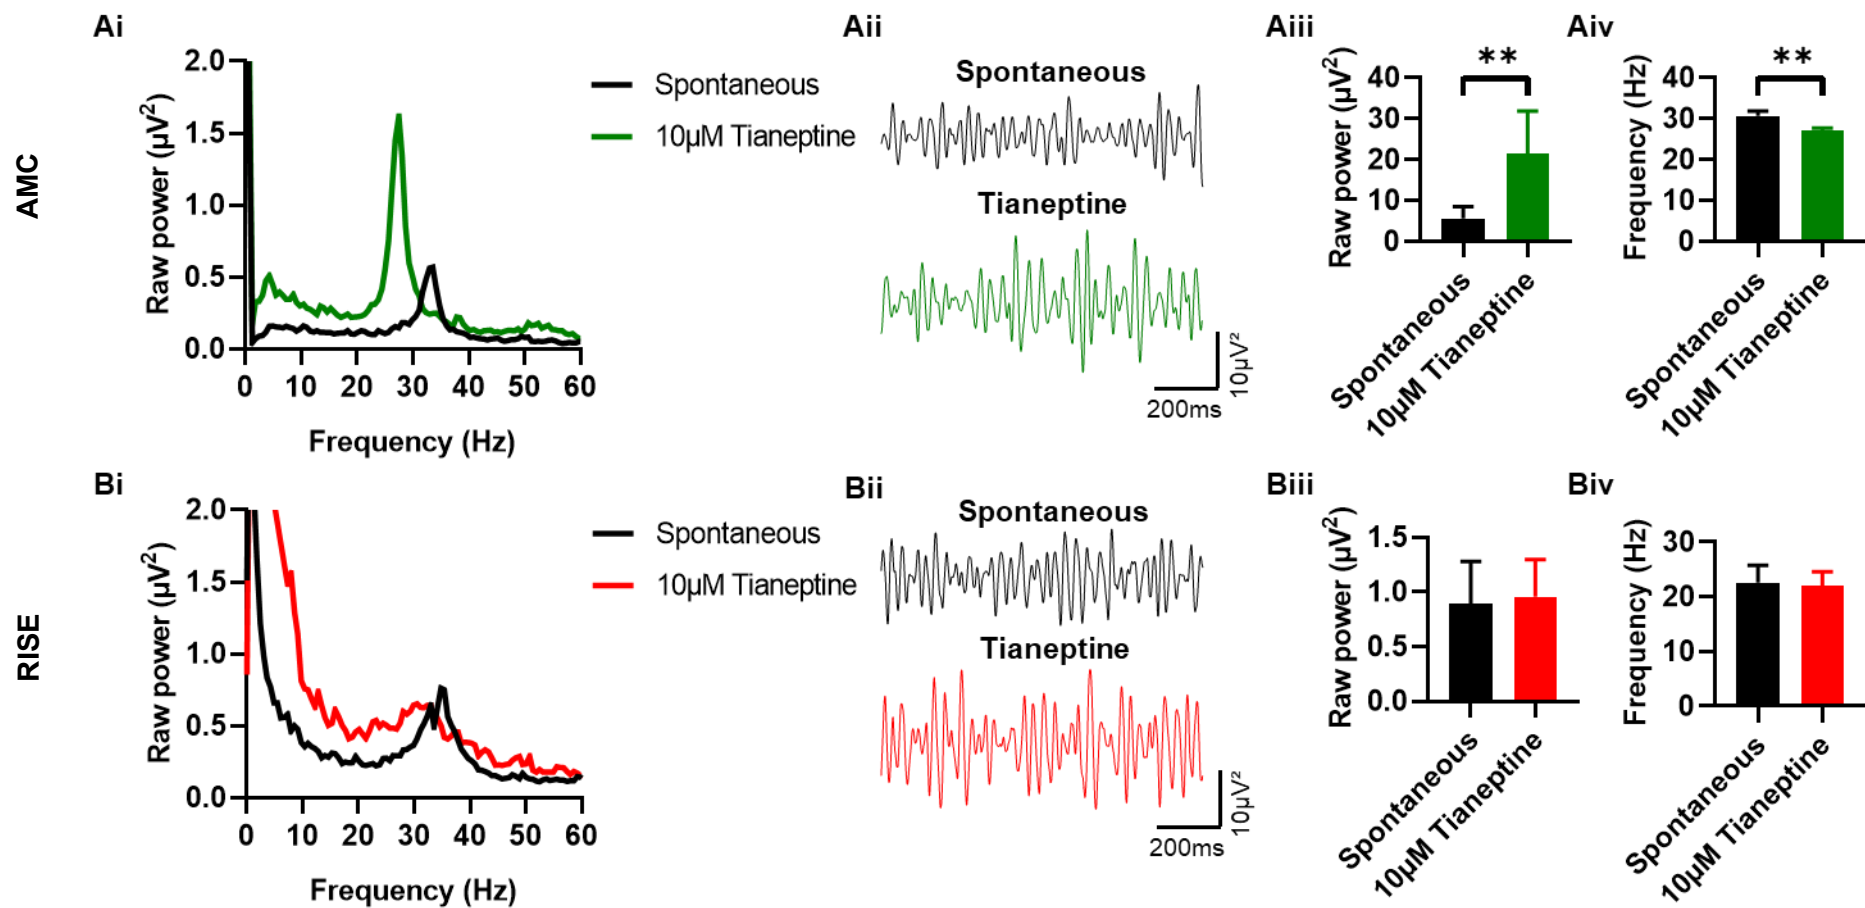 Ai
Aii
Aiii
Aiv
AMC
Raw power (µV²)
2.0
1.5
1.0
0.5
0.0
0 10 20 30 40 50 60
Frequency (Hz)
Spontaneous
10µM Tianeptine
Spontaneous
Tianeptine
10µV²
200ms
Raw power (µV²)
40
30
20
10
0
**
Spontaneous
10µM Tianeptine
Frequency (Hz)
40
30
20
10
0
**
Spontaneous
10µM Tianeptine
Bi
Bii
Biii
Biv
RISE
Raw power (µV²)
2.0
1.5
1.0
0.5
0.0
0 10 20 30 40 50 60
Frequency (Hz)
Spontaneous
10µM Tianeptine
Spontaneous
Tianeptine
10µV²
200ms
Raw power (µV²)
1.5
1.0
0.5
0.0
Spontaneous
10µM Tianeptine
Frequency (Hz)
30
20
10
0
Spontaneous
10µM Tianeptine